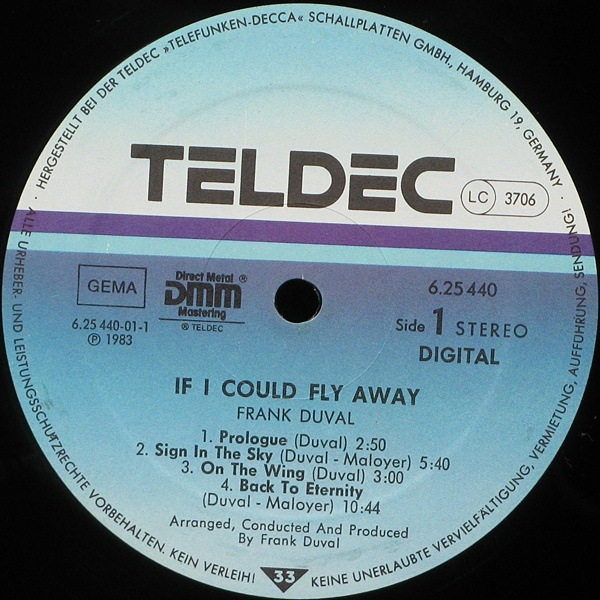 · HERGESTELLT BEI DER TELDEC »TELEFUNKEN-DECCA« SCHALLPLATTEN GMBH., HAMBURG 19, GERMANY ·
TELDEC
LC 3706
GEMA
Direct Metal ®
DMM
Mastering
® TELDEC
6.25 440-01-1
℗ 1983
6.25 440
Side 1 STEREO
DIGITAL
IF I COULD FLY AWAY
FRANK DUVAL
1. Prologue (Duval) 2:50
2. Sign In The Sky (Duval - Maloyer) 5:40
3. On The Wing (Duval) 3:00
4. Back To Eternity
(Duval - Maloyer) 10:44
Arranged, Conducted And Produced
By Frank Duval
ALLE URHEBER- UND LEISTUNGSSCHUTZRECHTE VORBEHALTEN. KEIN VERLEIH! 33 KEINE UNERLAUBTE VERVIELFÄLTIGUNG, VERMIETUNG, AUFFÜHRUNG, SENDUNG!